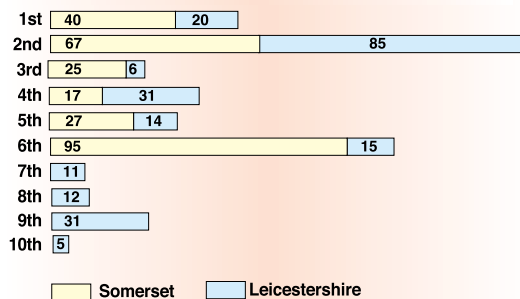 1st 40 20
2nd 67 85
3rd 25 6
4th 17 31
5th 27 14
6th 95 15
7th 11
8th 12
9th 31
10th 5
Somerset Leicestershire